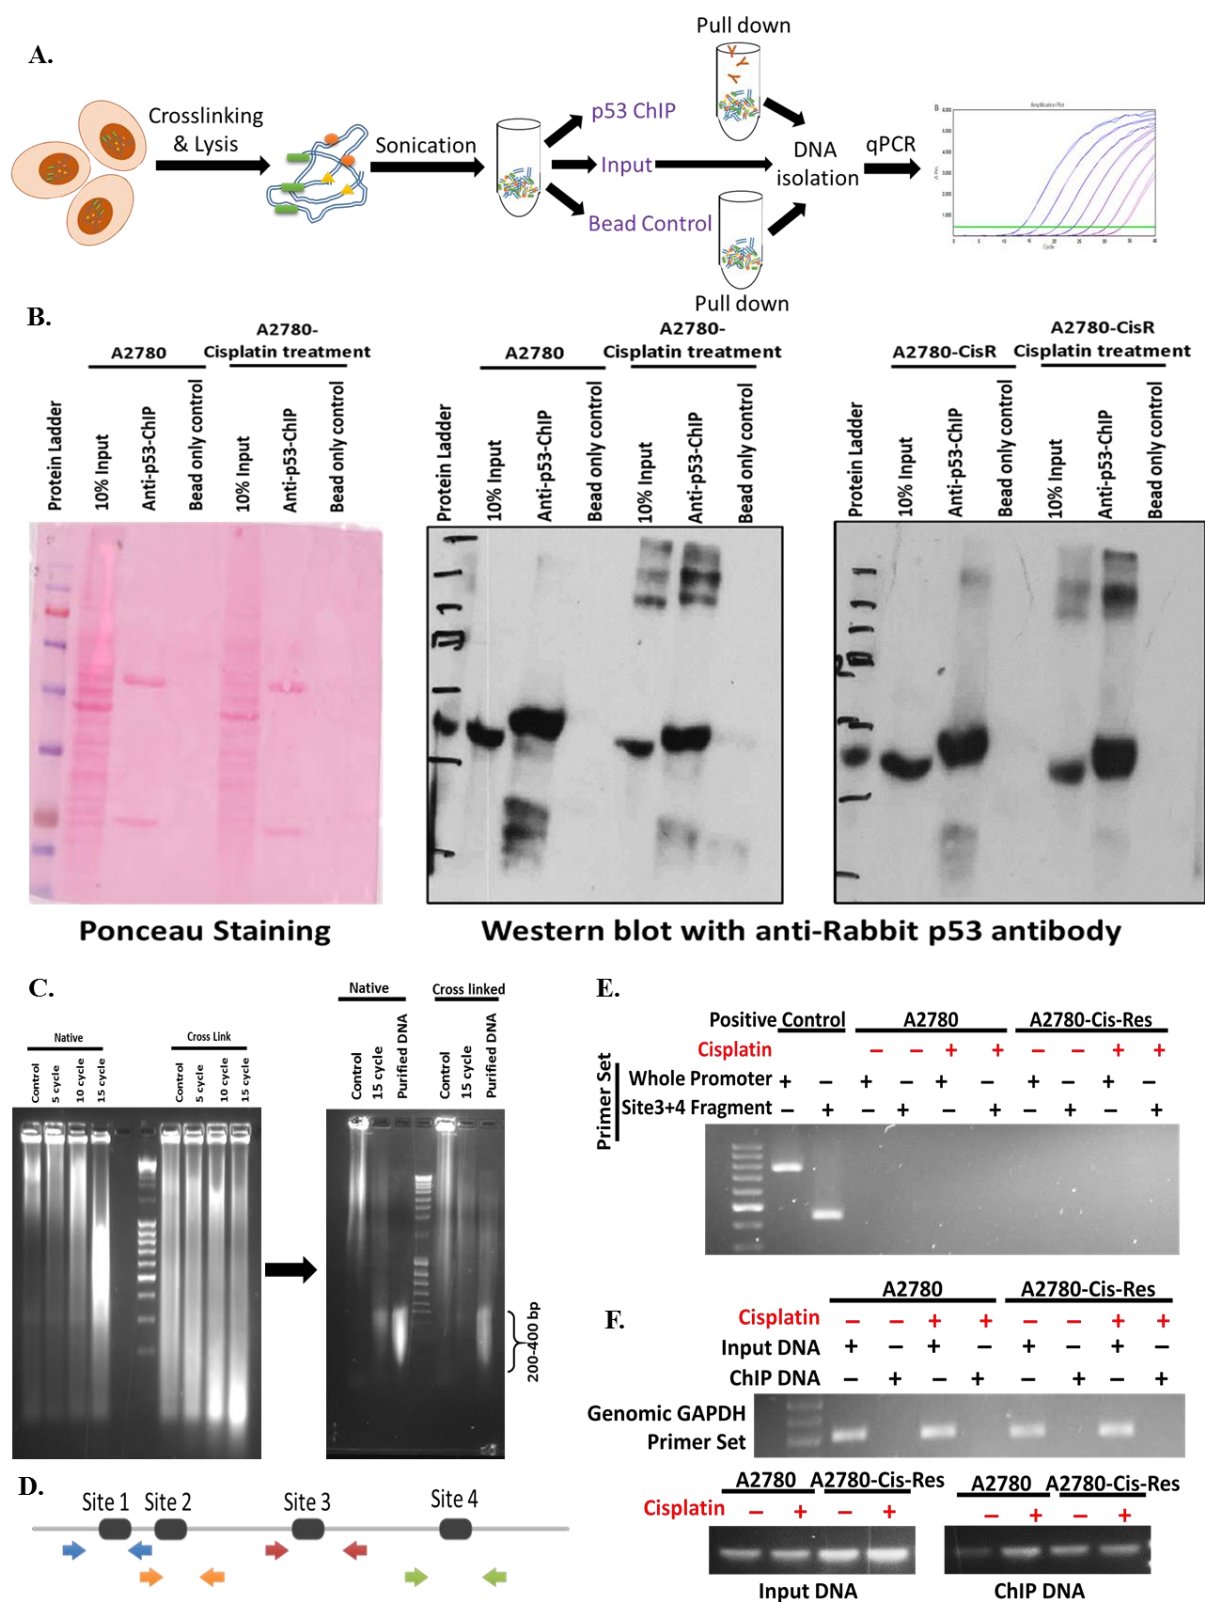 A.
Crosslinking
& Lysis
Sonication
p53 ChIP
Input
Bead Control
Pull down
Pull down
DNA
isolation
qPCR
Amplification Plot
Cycle
B.
A2780
A2780-
Cisplatin treatment
Protein Ladder
10% Input
Anti-p53-ChIP
Bead only control
10% Input
Anti-p53-ChIP
Bead only control
Ponceau Staining
A2780
A2780-
Cisplatin treatment
Protein Ladder
10% Input
Anti-p53-ChIP
Bead only control
10% Input
Anti-p53-ChIP
Bead only control
A2780-CisR
A2780-CisR
Cisplatin treatment
Protein Ladder
10% Input
Anti-p53-ChIP
Bead only control
10% Input
Anti-p53-ChIP
Bead only control
Western blot with anti-Rabbit p53 antibody
C.
Native
Cross Link
Control
5 cycle
10 cycle
15 cycle
Control
5 cycle
10 cycle
15 cycle
Native
Cross linked
Control
15 cycle
Purified DNA
Control
15 cycle
Purified DNA
200-400 bp
D.
Site 1
Site 2
Site 3
Site 4
E.
Positive Control A2780 A2780-Cis-Res
Cisplatin − − + + − − + +
Primer Set
Whole Promoter + − + − + − + − + −
Site3+4 Fragment − + − + − + − + − +
F.
A2780 A2780-Cis-Res
Cisplatin − − + + − − + +
Input DNA + − + − + − + −
ChIP DNA − + − + − + − +
Genomic GAPDH
Primer Set
A2780 A2780-Cis-Res
Cisplatin − + − +
Input DNA
A2780 A2780-Cis-Res
− + − +
ChIP DNA